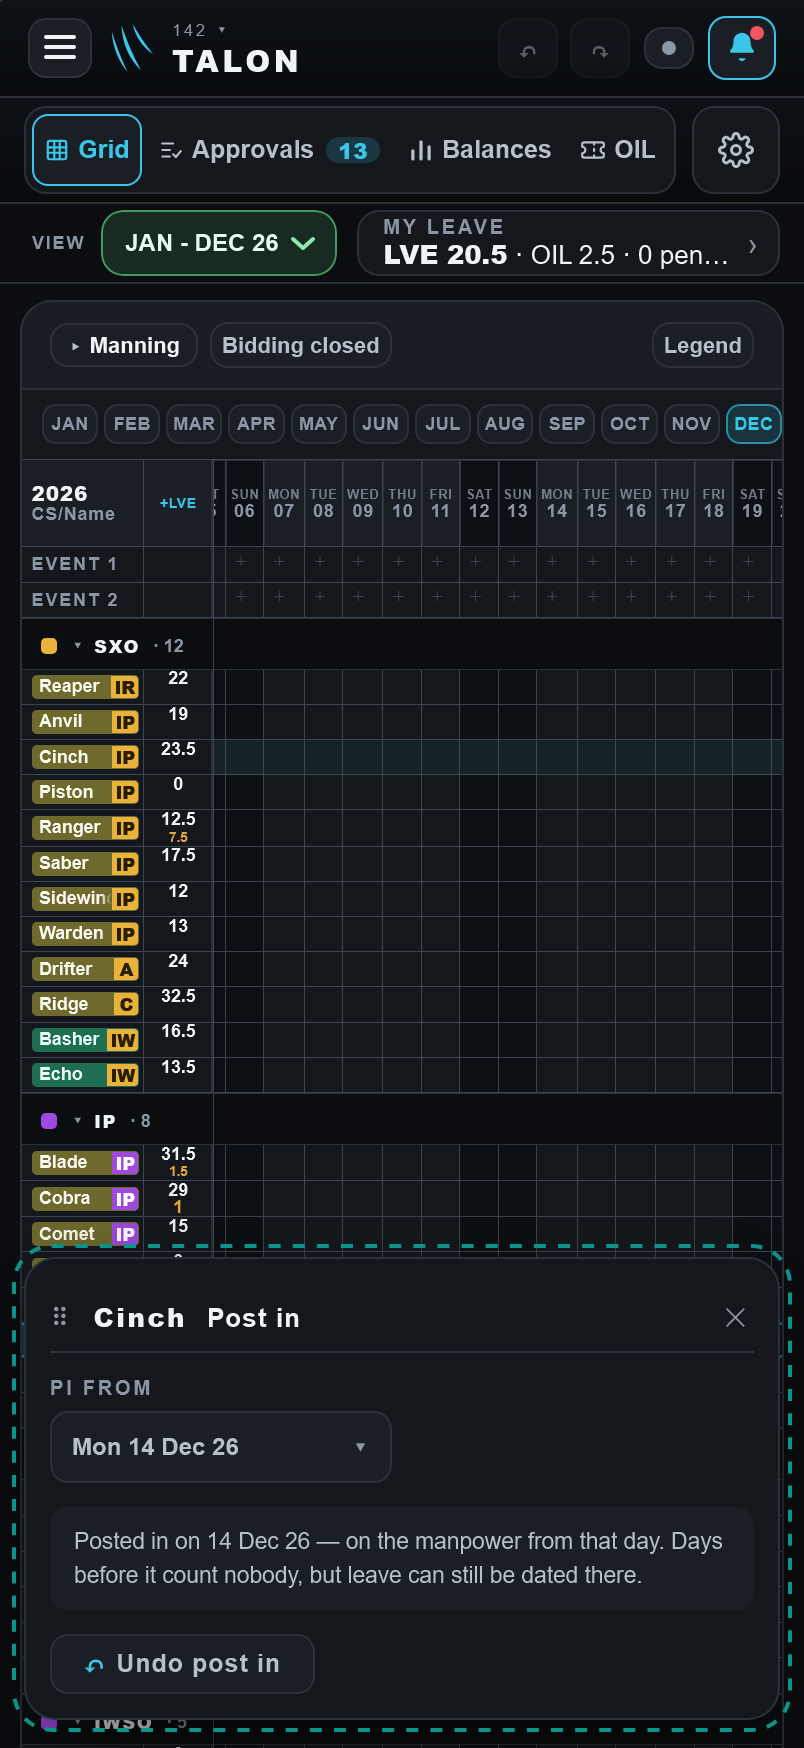 142 ▾
TALON
Grid
Approvals 13
Balances
OIL
VIEW
JAN - DEC 26
MY LEAVE
LVE 20.5 · OIL 2.5 · 0 pen…
▸ Manning
Bidding closed
Legend
JAN FEB MAR APR MAY JUN JUL AUG SEP OCT NOV DEC
2026
CS/Name
+LVE
SUN MON TUE WED THU FRI SAT SUN MON TUE WED THU FRI SAT
06 07 08 09 10 11 12 13 14 15 16 17 18 19
EVENT 1 + + + + + + + + + + + + + +
EVENT 2 + + + + + + + + + + + + + +
▾ SXO · 12
Reaper IR 22
Anvil IP 19
Cinch IP 23.5
Piston IP 0
Ranger IP 12.5
7.5
Saber IP 17.5
Sidewin IP 12
Warden IP 13
Drifter A 24
Ridge C 32.5
Basher IW 16.5
Echo IW 13.5
▾ IP · 8
Blade IP 31.5
1.5
Cobra IP 29
1
Comet IP 15
Cinch Post in
PI FROM
Mon 14 Dec 26 ▾
Posted in on 14 Dec 26 — on the manpower from that day. Days
before it count nobody, but leave can still be dated there.
Undo post in
IWSO · 5